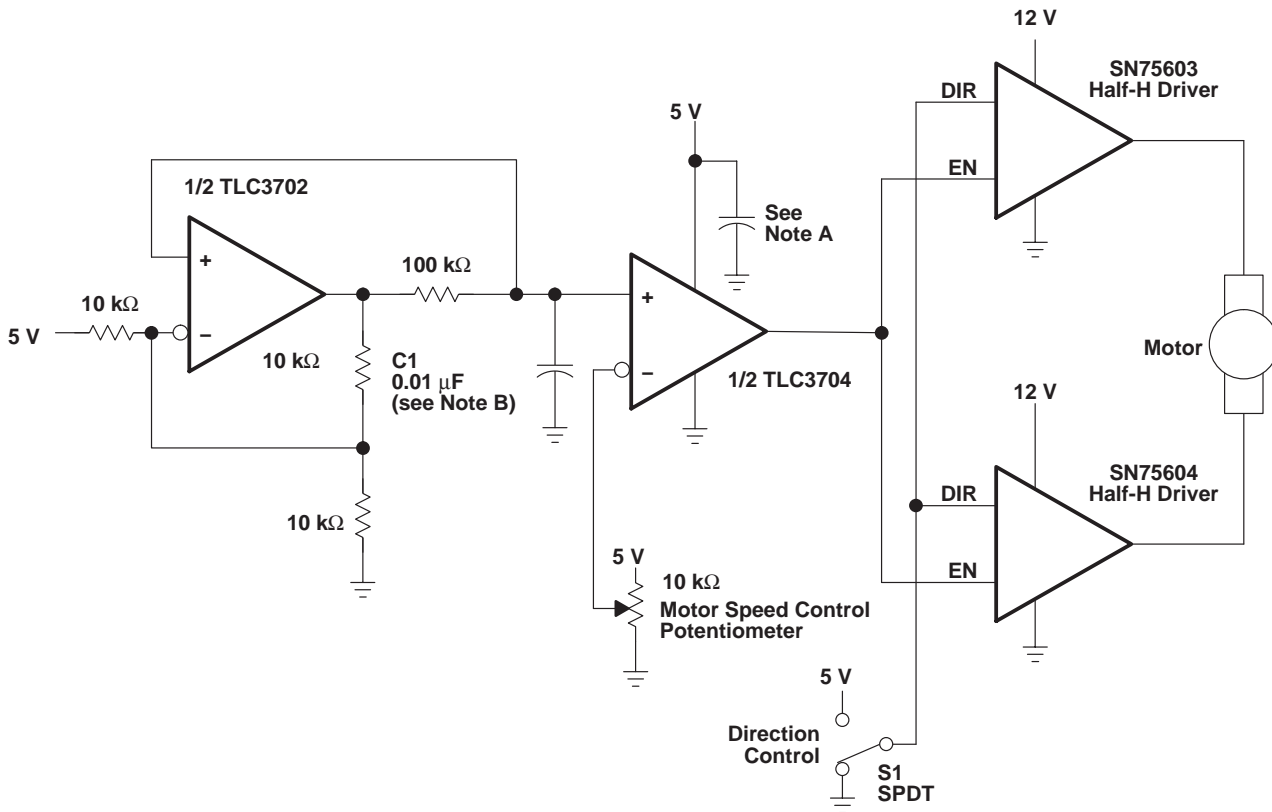 12 V
SN75603
Half-H Driver
DIR
EN
5 V
See
Note A
1/2 TLC3702
+
−
100 kΩ
10 kΩ
5 V
10 kΩ
C1
0.01 μF
(see Note B)
10 kΩ
+
−
1/2 TLC3704
Motor
12 V
SN75604
Half-H Driver
DIR
EN
5 V
10 kΩ
Motor Speed Control
Potentiometer
5 V
Direction
Control
S1
SPDT